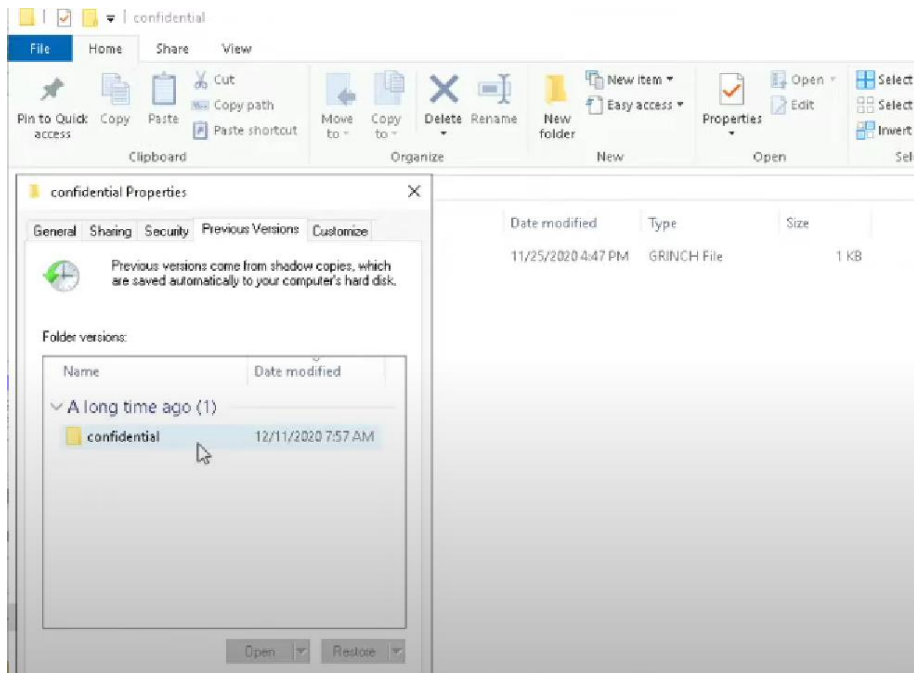 confidential
File Home Share View
Pin to Quick access
Copy
Paste
Cut
Copy path
Paste shortcut
Clipboard
Move to
Copy to
Delete
Rename
Organize
New folder
New item
Easy access
New
Properties
Open
Edit
Open
Select
Select
Invert
Sel
confidential Properties
General Sharing Security Previous Versions Customize
Previous versions come from shadow copies, which
are saved automatically to your computer's hard disk.
Folder versions:
Name Date modified
A long time ago (1)
confidential 12/11/2020 7:57 AM
Open Restore
Date modified Type Size
11/25/2020 4:47 PM GRINCH File 1 KB